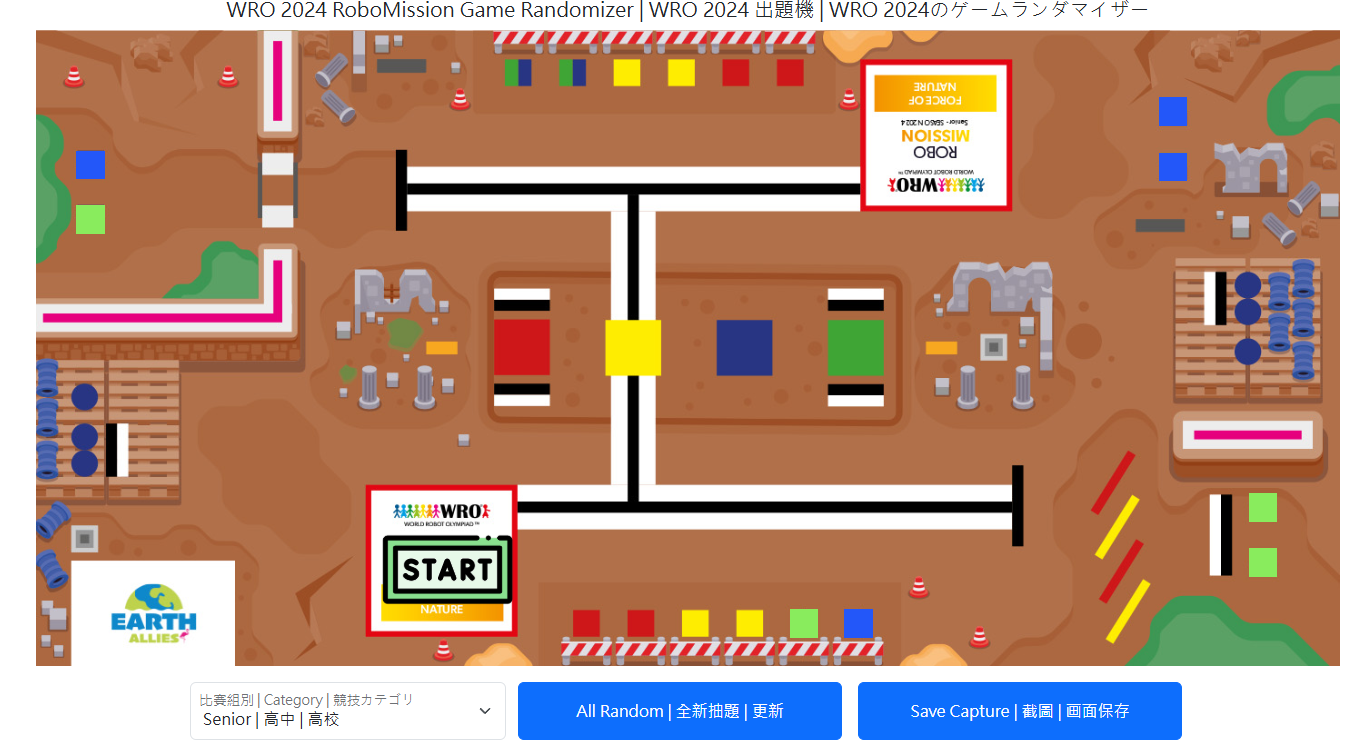 WRO 2024 RoboMission Game Randomizer | WRO 2024 出題機 | WRO 2024のゲームランダマイザー
FORCE OF
NATURE
Senior - SEASON 2024
MISSION
ROBO
WORLD ROBOT OLYMPIAD™
WRO
WRO
WORLD ROBOT OLYMPIAD™
START
NATURE
EARTH
ALLIES
比賽組別 | Category | 競技カテゴリ
Senior | 高中 | 高校
All Random | 全新抽題 | 更新
Save Capture | 截圖 | 画面保存